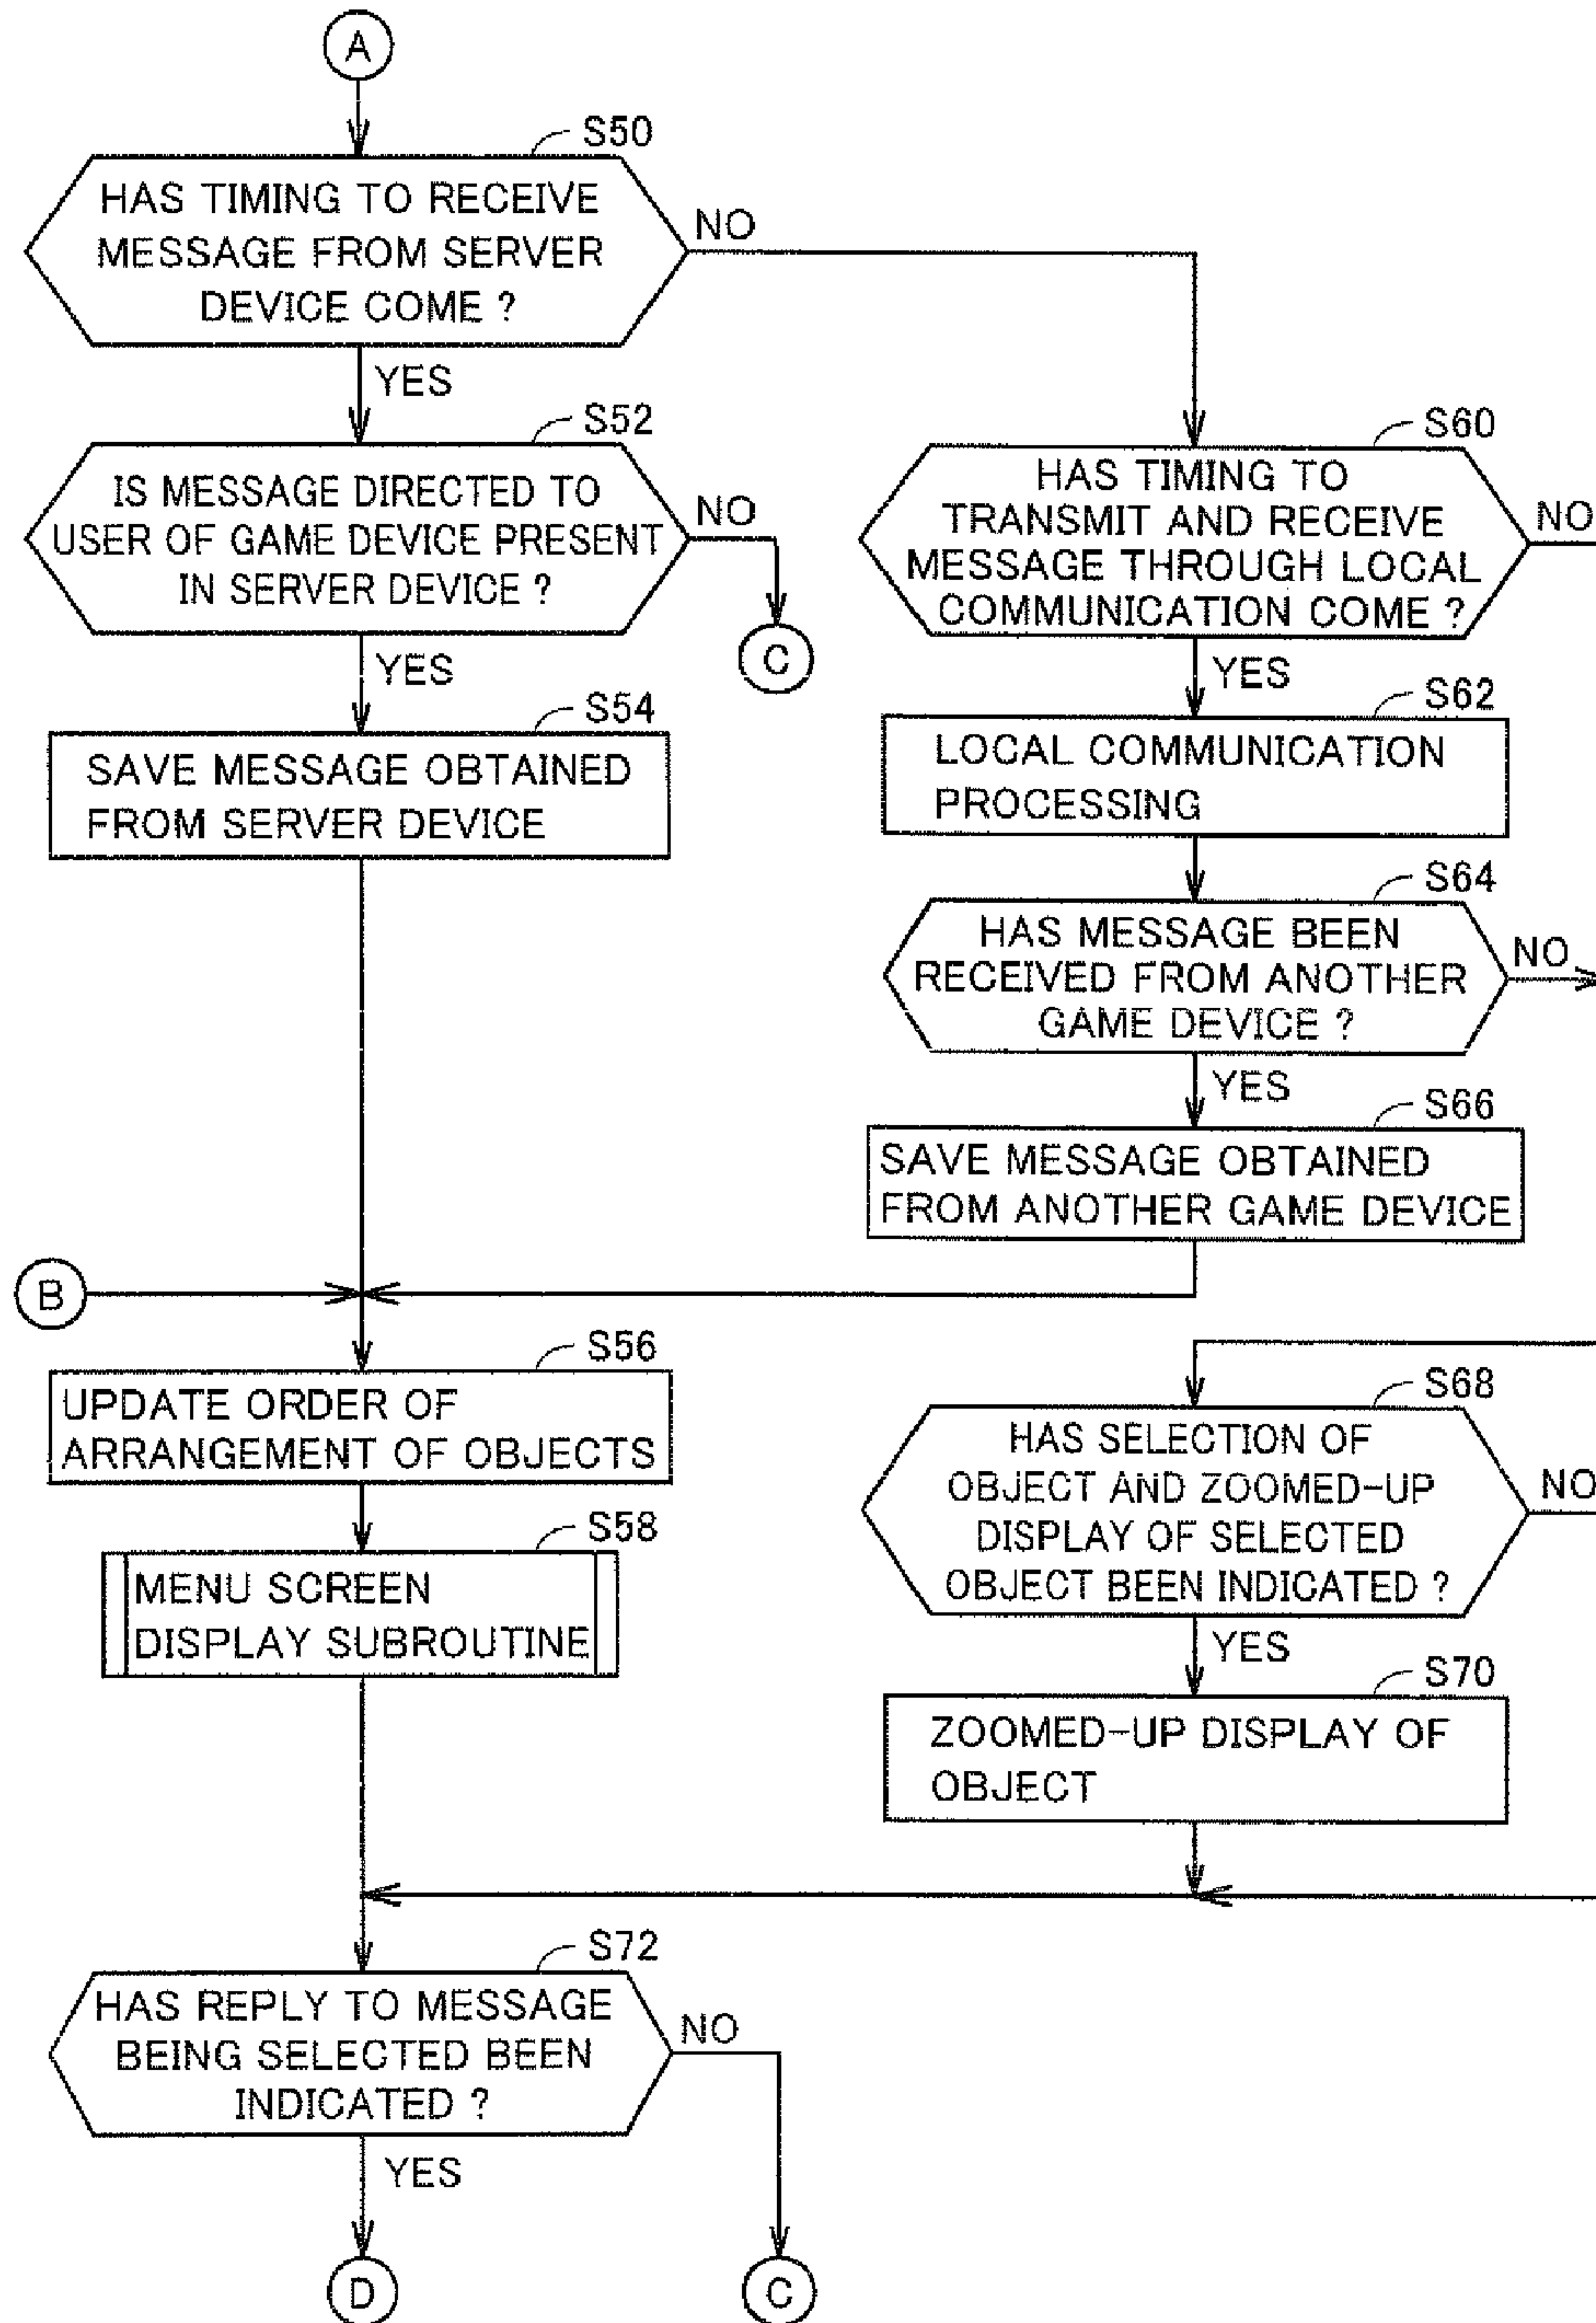 A
S50
HAS TIMING TO RECEIVE
MESSAGE FROM SERVER
DEVICE COME ?
NO
YES
S52
IS MESSAGE DIRECTED TO
USER OF GAME DEVICE PRESENT
IN SERVER DEVICE ?
NO
C
YES
S54
SAVE MESSAGE OBTAINED
FROM SERVER DEVICE
S60
HAS TIMING TO
TRANSMIT AND RECEIVE
MESSAGE THROUGH LOCAL
COMMUNICATION COME ?
NO
YES
S62
LOCAL COMMUNICATION
PROCESSING
S64
HAS MESSAGE BEEN
RECEIVED FROM ANOTHER
GAME DEVICE ?
NO
YES
S66
SAVE MESSAGE OBTAINED
FROM ANOTHER GAME DEVICE
B
S56
UPDATE ORDER OF
ARRANGEMENT OF OBJECTS
S58
MENU SCREEN
DISPLAY SUBROUTINE
S68
HAS SELECTION OF
OBJECT AND ZOOMED-UP
DISPLAY OF SELECTED
OBJECT BEEN INDICATED ?
NO
YES
S70
ZOOMED-UP DISPLAY OF
OBJECT
S72
HAS REPLY TO MESSAGE
BEING SELECTED BEEN
INDICATED ?
NO
YES
D
C